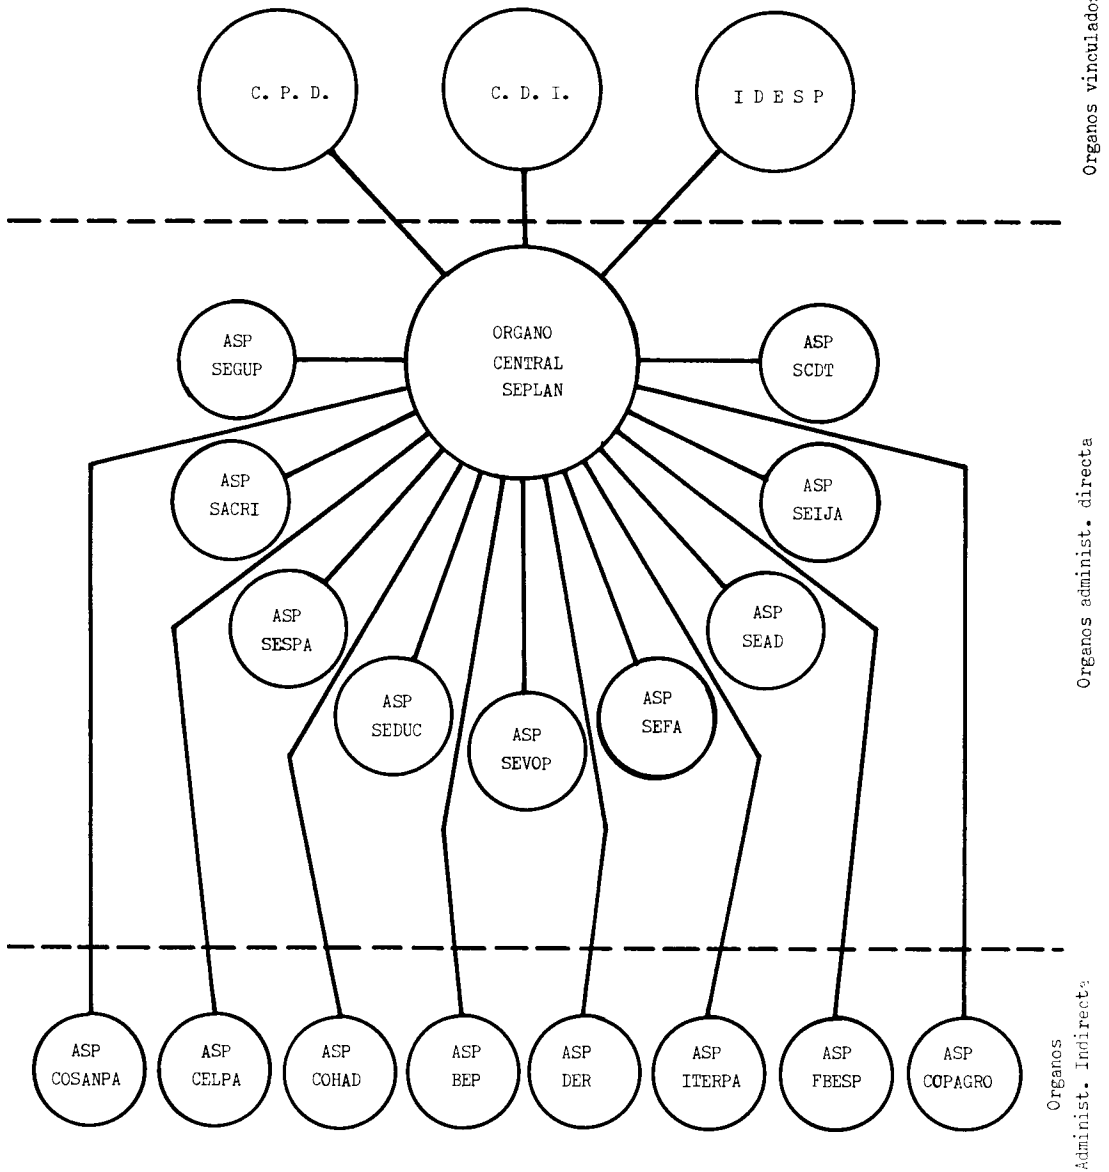 C. P. D.
C. D. I.
I D E S P
Organos vinculados
ORGANO
CENTRAL
SEPLAN
ASP
SEGUP
ASP
SCDT
ASP
SACRI
ASP
SEIJA
ASP
SESPA
ASP
SEAD
ASP
SEDUC
ASP
SEVOP
ASP
SEFA
Organos administ. directa
ASP
COSANPA
ASP
CELPA
ASP
COHAD
ASP
BEP
ASP
DER
ASP
ITERPA
ASP
FBESP
ASP
COPAGRO
Organos
Administ. Indirecta